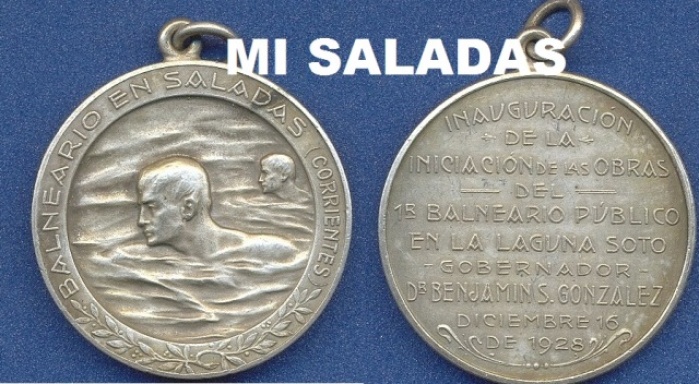 MI SALADAS
BALNEARIO EN SALADAS (CORRIENTES)
INAUGURACIÓN
DE LA
INICIACIÓN DE LAS OBRAS
DEL
1R BALNEARIO PÚBLICO
EN LA LAGUNA SOTO
- GOBERNADOR -
DR BENJAMIN S. GONZALEZ
DICIEMBRE 16
DE 1928